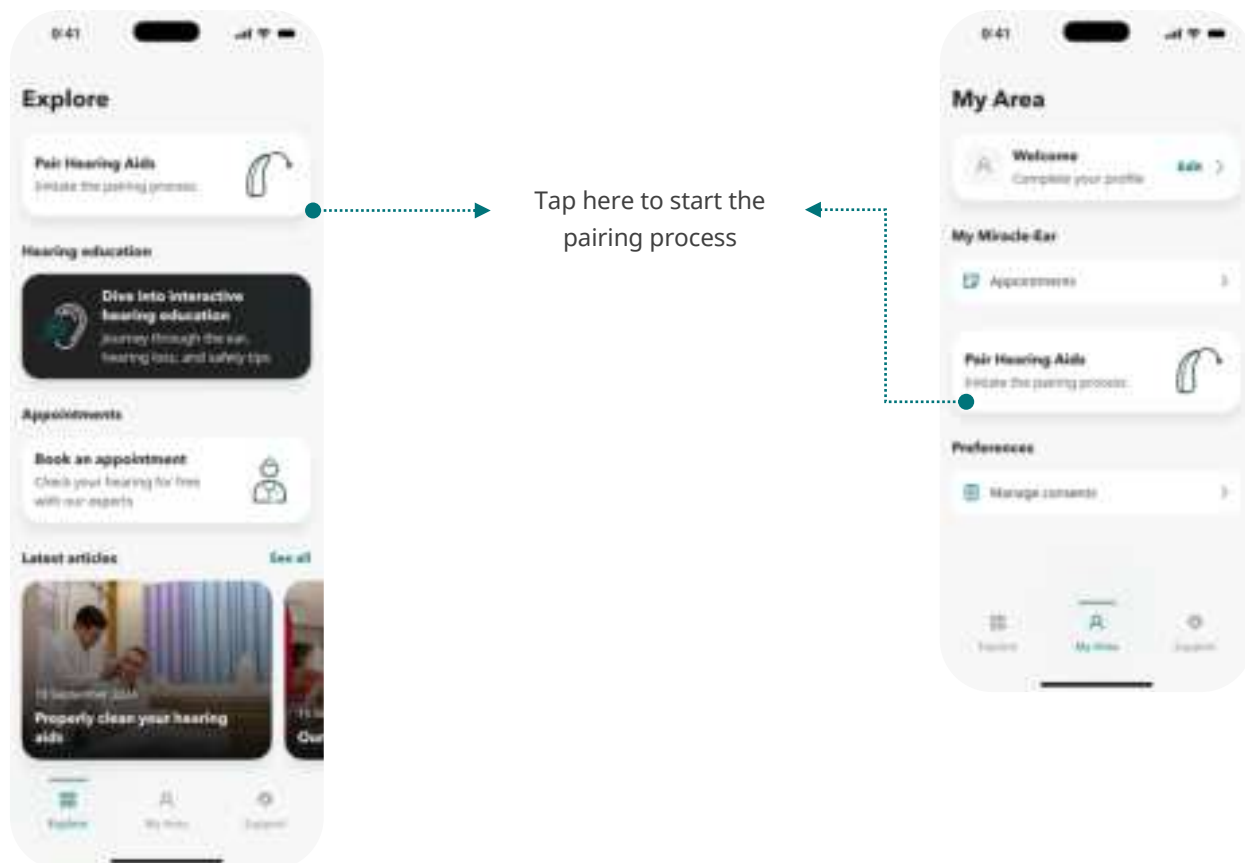 9:41
Explore
Pair Hearing Aids
Initiate the pairing process
Hearing education
Dive into interactive
hearing education
Journey through the ear,
hearing loss, and safety tips
Appointments
Book an appointment
Check your hearing for free
with our experts
Latest articles See all
15 September
Properly clean your hearing
aids
Our
Explore My Area Support
Tap here to start the
pairing process
9:41
My Area
Welcome
Complete your profile
Edit
My Miracle-Ear
Appointments
Pair Hearing Aids
Initiate the pairing process
Preferences
Manage consents
Explore My Area Support